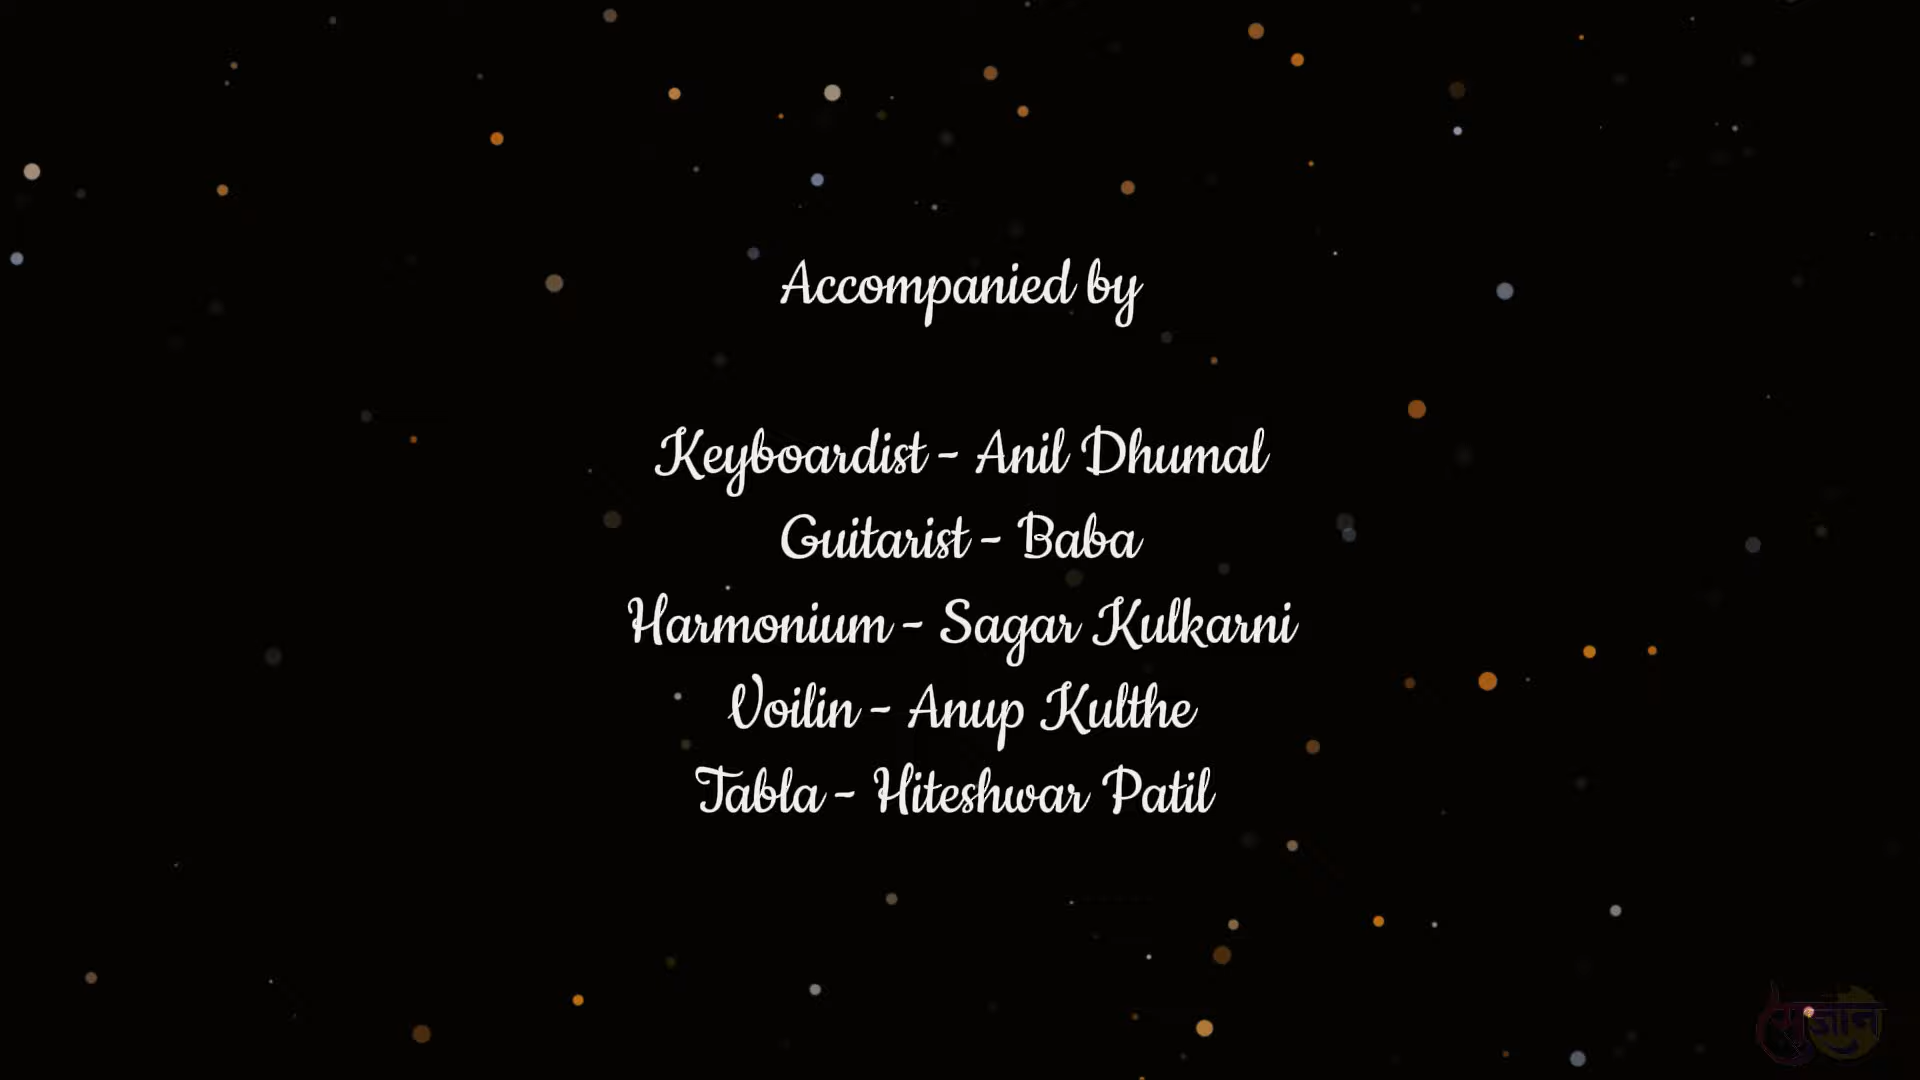 Accompanied by
Keyboardist - Anil Dhumal
Guitarist - Baba
Harmonium - Sagar Kulkarni
Voilin - Anup Kulthe
Tabla - Hiteshwar Patil